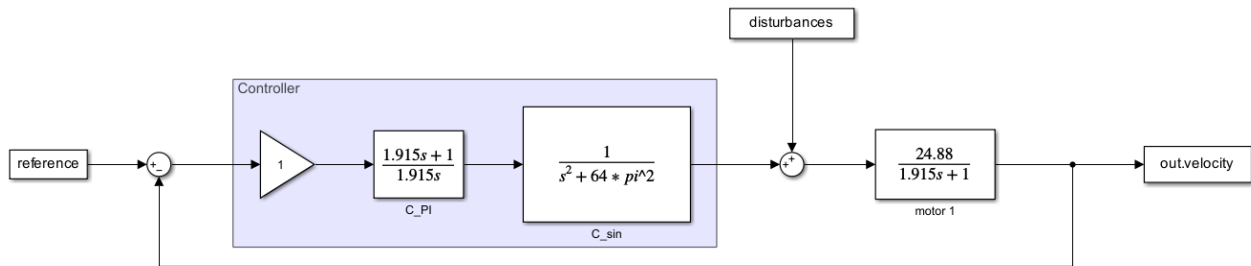 disturbances
Controller
reference
+
−
1
1.915s + 1
1.915s
C_PI
1
s² + 64 * pi^2
C_sin
+
+
24.88
1.915s + 1
motor 1
out.velocity